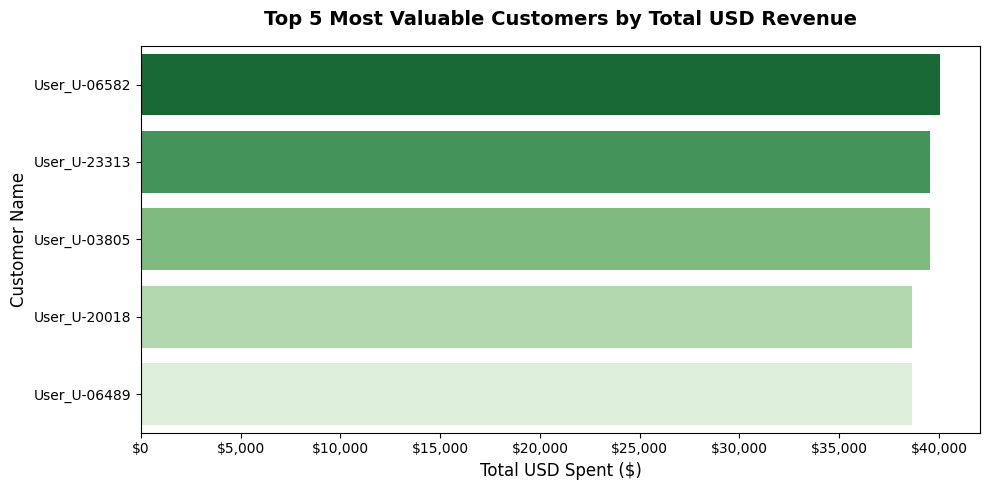 Top 5 Most Valuable Customers by Total USD Revenue
Customer Name
User_U-06582
User_U-23313
User_U-03805
User_U-20018
User_U-06489
$0 $5,000 $10,000 $15,000 $20,000 $25,000 $30,000 $35,000 $40,000
Total USD Spent ($)